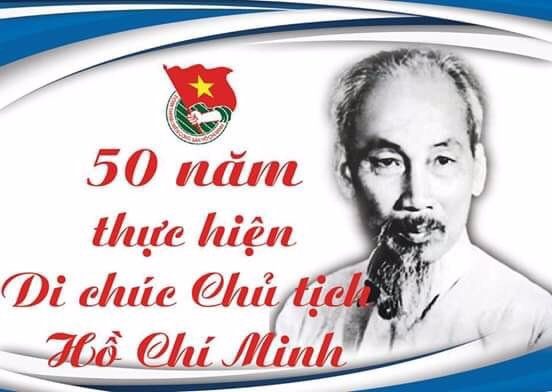 50 năm
thực hiện
Di chúc Chủ tịch
Hồ Chí Minh